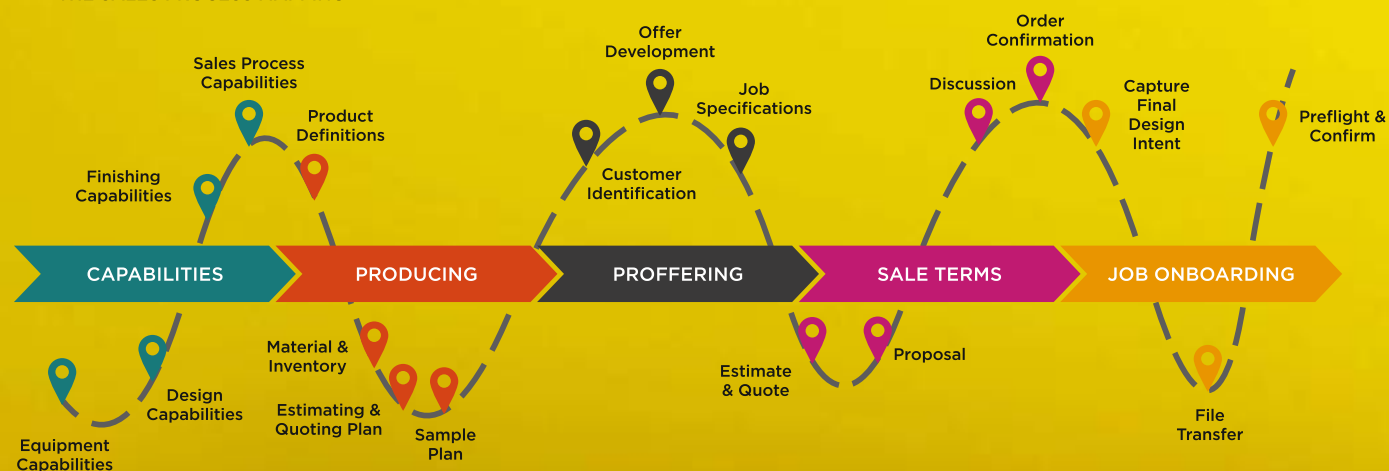 Sales Process
Capabilities
Product
Definitions
Finishing
Capabilities
Offer
Development
Job
Specifications
Customer
Identification
Order
Confirmation
Discussion
Capture
Final
Design
Intent
Preflight &
Confirm
CAPABILITIES
PRODUCING
PROFFERING
SALE TERMS
JOB ONBOARDING
Equipment
Capabilities
Design
Capabilities
Material &
Inventory
Estimating &
Quoting Plan
Sample
Plan
Estimate
& Quote
Proposal
File
Transfer